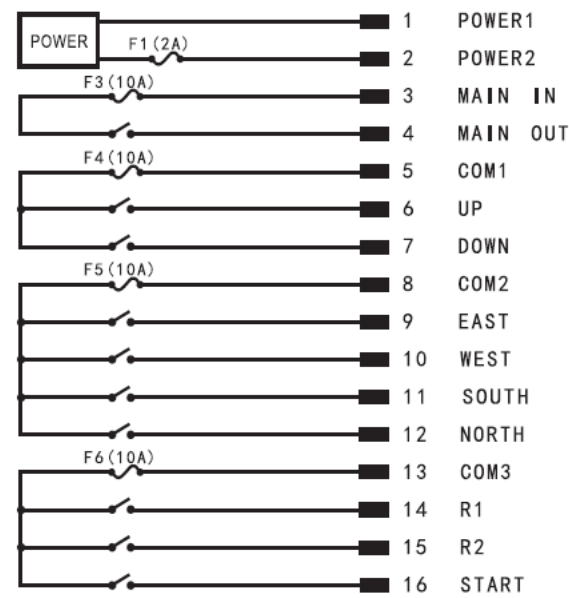 1 POWER1
POWER F1(2A) 2 POWER2
F3(10A) 3 MAIN IN
4 MAIN OUT
F4(10A) 5 COM1
6 UP
7 DOWN
F5(10A) 8 COM2
9 EAST
10 WEST
11 SOUTH
12 NORTH
F6(10A) 13 COM3
14 R1
15 R2
16 START